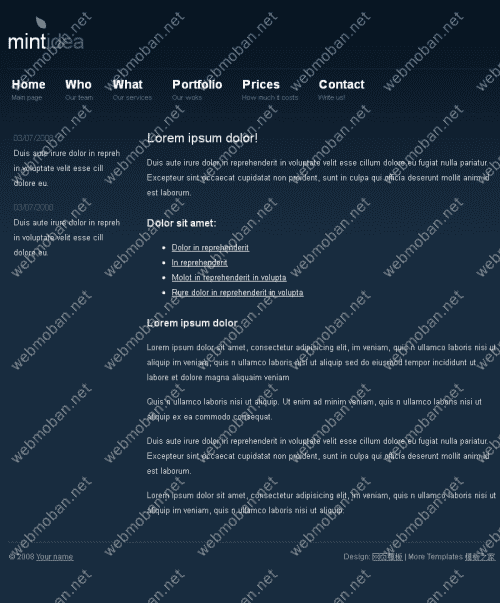 mintidea
Home Who What Portfolio Prices Contact
Main page Our team Our services Our woks How much it costs Write us!
03/07/2008
Duis aute irure dolor in repreh
in voluptate velit esse cill
dolore eu.
03/07/2008
Duis aute irure dolor in repreh
in voluptate velit esse cill
dolore eu.
Lorem ipsum dolor!
Duis aute irure dolor in reprehenderit in voluptate velit esse cillum dolore eu fugiat nulla pariatur.
Excepteur sint occaecat cupidatat non proident, sunt in culpa qui officia deserunt mollit anim id
est laborum.
Dolor sit amet:
Dolor in reprehenderit
In reprehenderit
Molot in reprehenderit in volupta
Rure dolor in reprehenderit in volupta
Lorem ipsum dolor
Lorem ipsum dolor sit amet, consectetur adipisicing elit, im veniam, quis n ullamco laboris nisi ut
aliquip im veniam, quis n ullamco laboris nisi ut aliquip sed do eiusmod tempor incididunt ut
labore et dolore magna aliquaim veniam
Quis n ullamco laboris nisi ut aliquip. Ut enim ad minim veniam, quis n ullamco laboris nisi ut
aliquip ex ea commodo consequat.
Duis aute irure dolor in reprehenderit in voluptate velit esse cillum dolore eu fugiat nulla pariatur.
Excepteur sint occaecat cupidatat non proident, sunt in culpa qui officia deserunt mollit anim id
est laborum.
Lorem ipsum dolor sit amet, consectetur adipisicing elit, im veniam, quis n ullamco laboris nisi ut
aliquip im veniam, quis n ullamco laboris nisi ut aliquip.
© 2008 Your name
Design: 网页模板 | More Templates 模板之家
webmoban.net